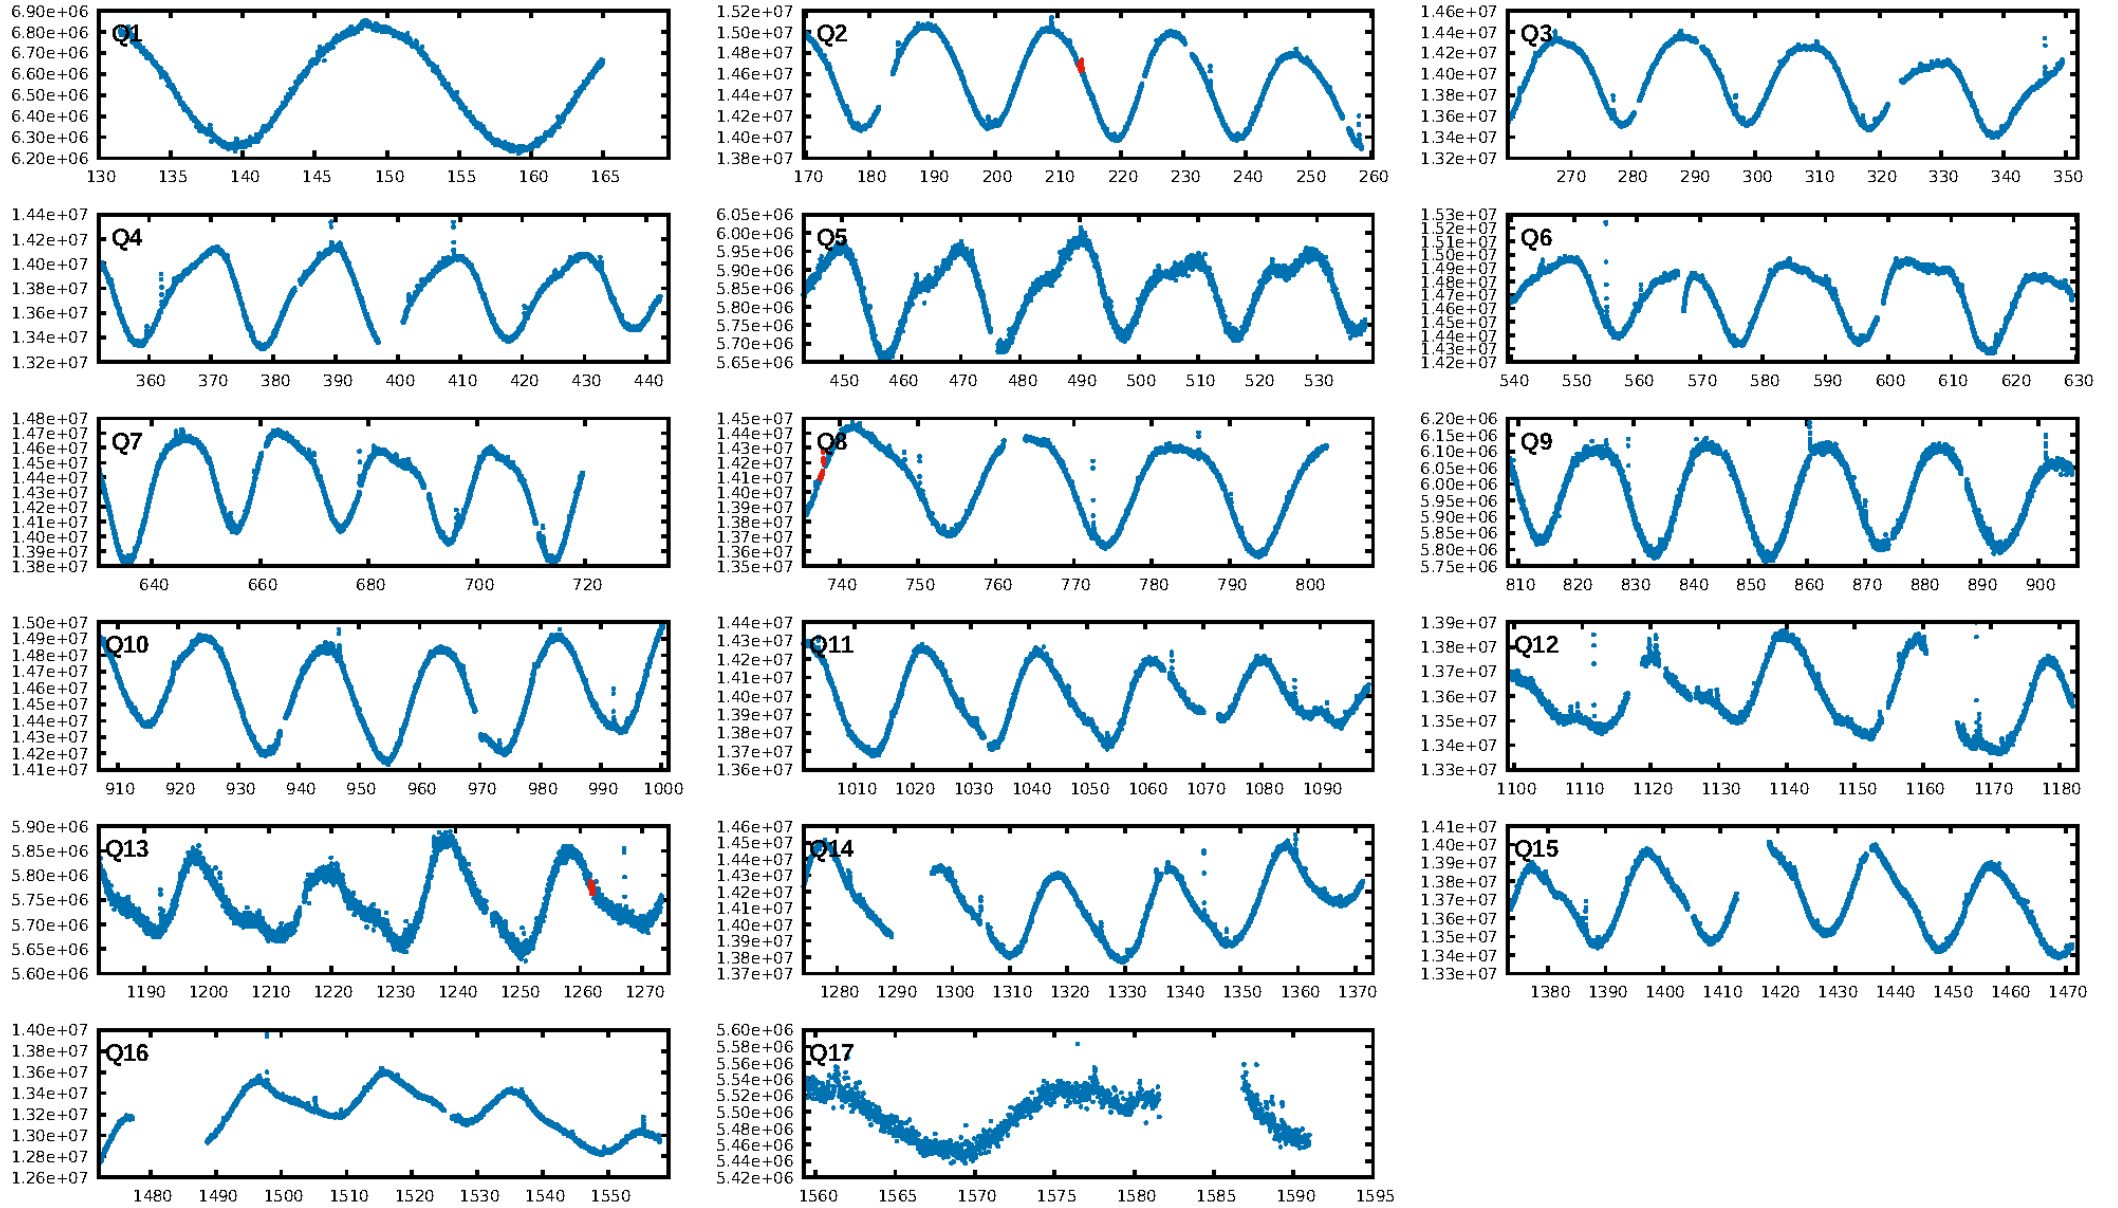 Q1
6.90e+06
6.80e+06
6.70e+06
6.60e+06
6.50e+06
6.40e+06
6.30e+06
6.20e+06
130 135 140 145 150 155 160 165
Q2
1.52e+07
1.50e+07
1.48e+07
1.46e+07
1.44e+07
1.42e+07
1.40e+07
1.38e+07
170 180 190 200 210 220 230 240 250 260
Q3
1.46e+07
1.44e+07
1.42e+07
1.40e+07
1.38e+07
1.36e+07
1.34e+07
1.32e+07
270 280 290 300 310 320 330 340 350
Q4
1.44e+07
1.42e+07
1.40e+07
1.38e+07
1.36e+07
1.34e+07
1.32e+07
360 370 380 390 400 410 420 430 440
Q5
6.05e+06
6.00e+06
5.95e+06
5.90e+06
5.85e+06
5.80e+06
5.75e+06
5.70e+06
5.65e+06
450 460 470 480 490 500 510 520 530
Q6
1.53e+07
1.52e+07
1.51e+07
1.50e+07
1.49e+07
1.48e+07
1.47e+07
1.46e+07
1.45e+07
1.44e+07
1.43e+07
1.42e+07
540 550 560 570 580 590 600 610 620 630
Q7
1.48e+07
1.47e+07
1.46e+07
1.45e+07
1.44e+07
1.43e+07
1.42e+07
1.41e+07
1.40e+07
1.39e+07
1.38e+07
640 660 680 700 720
Q8
1.45e+07
1.44e+07
1.43e+07
1.42e+07
1.41e+07
1.40e+07
1.39e+07
1.38e+07
1.37e+07
1.36e+07
1.35e+07
740 750 760 770 780 790 800
Q9
6.20e+06
6.15e+06
6.10e+06
6.05e+06
6.00e+06
5.95e+06
5.90e+06
5.85e+06
5.80e+06
5.75e+06
810 820 830 840 850 860 870 880 890 900
Q10
1.50e+07
1.49e+07
1.48e+07
1.47e+07
1.46e+07
1.45e+07
1.44e+07
1.43e+07
1.42e+07
1.41e+07
910 920 930 940 950 960 970 980 990 1000
Q11
1.44e+07
1.43e+07
1.42e+07
1.41e+07
1.40e+07
1.39e+07
1.38e+07
1.37e+07
1.36e+07
1010 1020 1030 1040 1050 1060 1070 1080 1090
Q12
1.39e+07
1.38e+07
1.37e+07
1.36e+07
1.35e+07
1.34e+07
1.33e+07
1100 1110 1120 1130 1140 1150 1160 1170 1180
Q13
5.90e+06
5.85e+06
5.80e+06
5.75e+06
5.70e+06
5.65e+06
5.60e+06
1190 1200 1210 1220 1230 1240 1250 1260 1270
Q14
1.46e+07
1.45e+07
1.44e+07
1.43e+07
1.42e+07
1.41e+07
1.40e+07
1.39e+07
1.38e+07
1.37e+07
1280 1290 1300 1310 1320 1330 1340 1350 1360 1370
Q15
1.41e+07
1.40e+07
1.39e+07
1.38e+07
1.37e+07
1.36e+07
1.35e+07
1.34e+07
1.33e+07
1380 1390 1400 1410 1420 1430 1440 1450 1460 1470
Q16
1.40e+07
1.38e+07
1.36e+07
1.34e+07
1.32e+07
1.30e+07
1.28e+07
1.26e+07
1480 1490 1500 1510 1520 1530 1540 1550
Q17
5.60e+06
5.58e+06
5.56e+06
5.54e+06
5.52e+06
5.50e+06
5.48e+06
5.46e+06
5.44e+06
5.42e+06
1560 1565 1570 1575 1580 1585 1590 1595